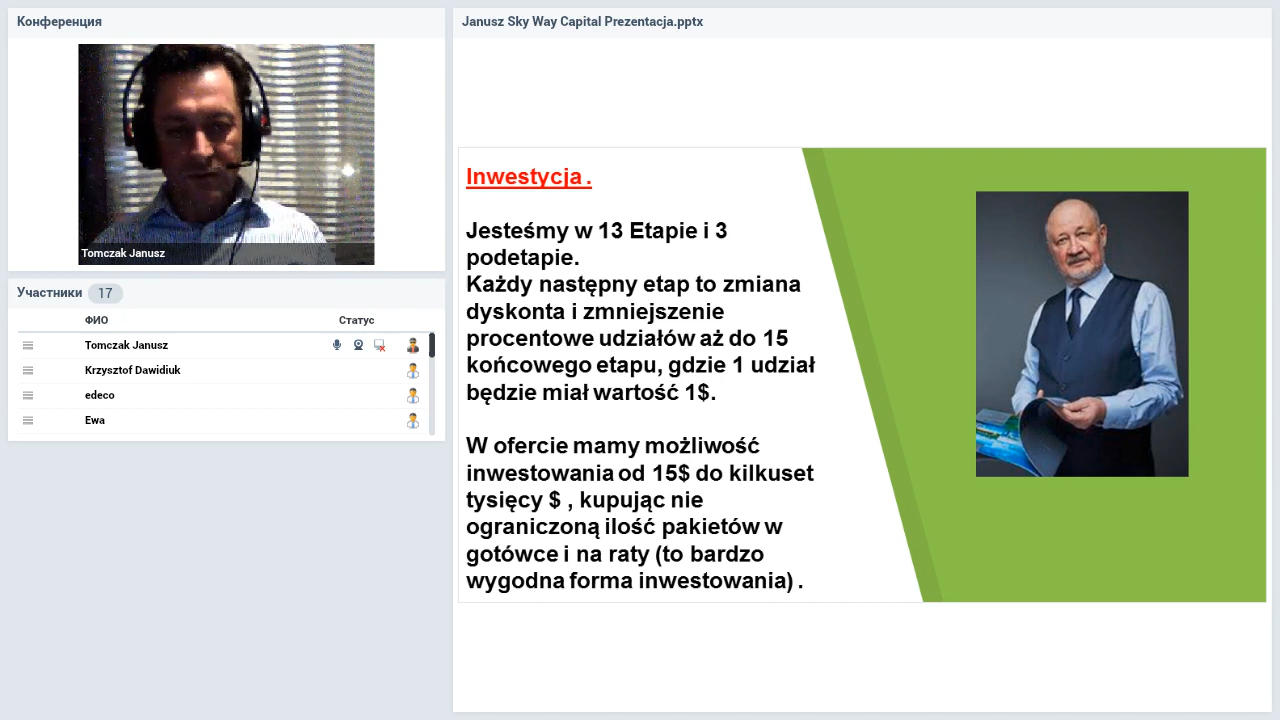 Конференция
Tomczak Janusz
Участники 17
ФИО Статус
Tomczak Janusz
Krzysztof Dawidiuk
edeco
Ewa
Janusz Sky Way Capital Prezentacja.pptx
Inwestycja .
Jesteśmy w 13 Etapie i 3
podetapie.
Każdy następny etap to zmiana
dyskonta i zmniejszenie
procentowe udziałów aż do 15
końcowego etapu, gdzie 1 udział
będzie miał wartość 1$.
W ofercie mamy możliwość
inwestowania od 15$ do kilkuset
tysięcy $ , kupując nie
ograniczoną ilość pakietów w
gotówce i na raty (to bardzo
wygodna forma inwestowania) .